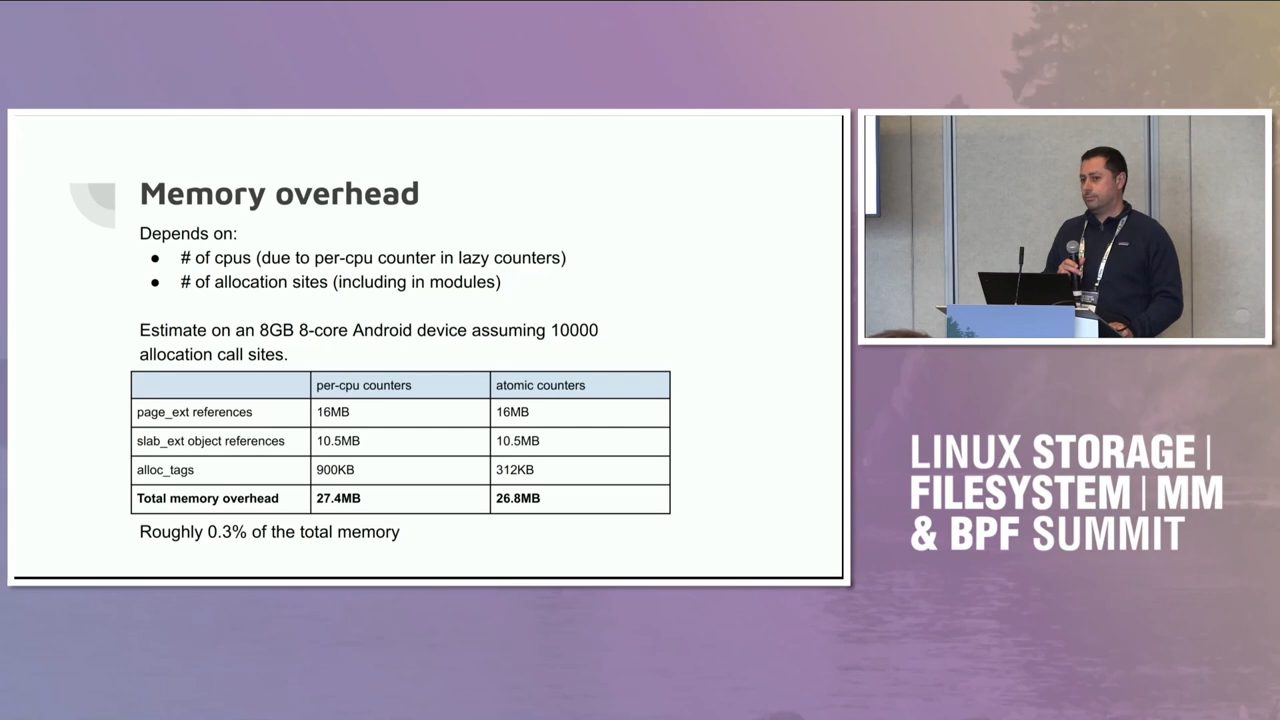 Memory overhead
Depends on:
● # of cpus (due to per-cpu counter in lazy counters)
● # of allocation sites (including in modules)
Estimate on an 8GB 8-core Android device assuming 10000
allocation call sites.
per-cpu counters atomic counters
page_ext references 16MB 16MB
slab_ext object references 10.5MB 10.5MB
alloc_tags 900KB 312KB
Total memory overhead 27.4MB 26.8MB
Roughly 0.3% of the total memory
LINUX STORAGE |
FILESYSTEM | MM
& BPF SUMMIT